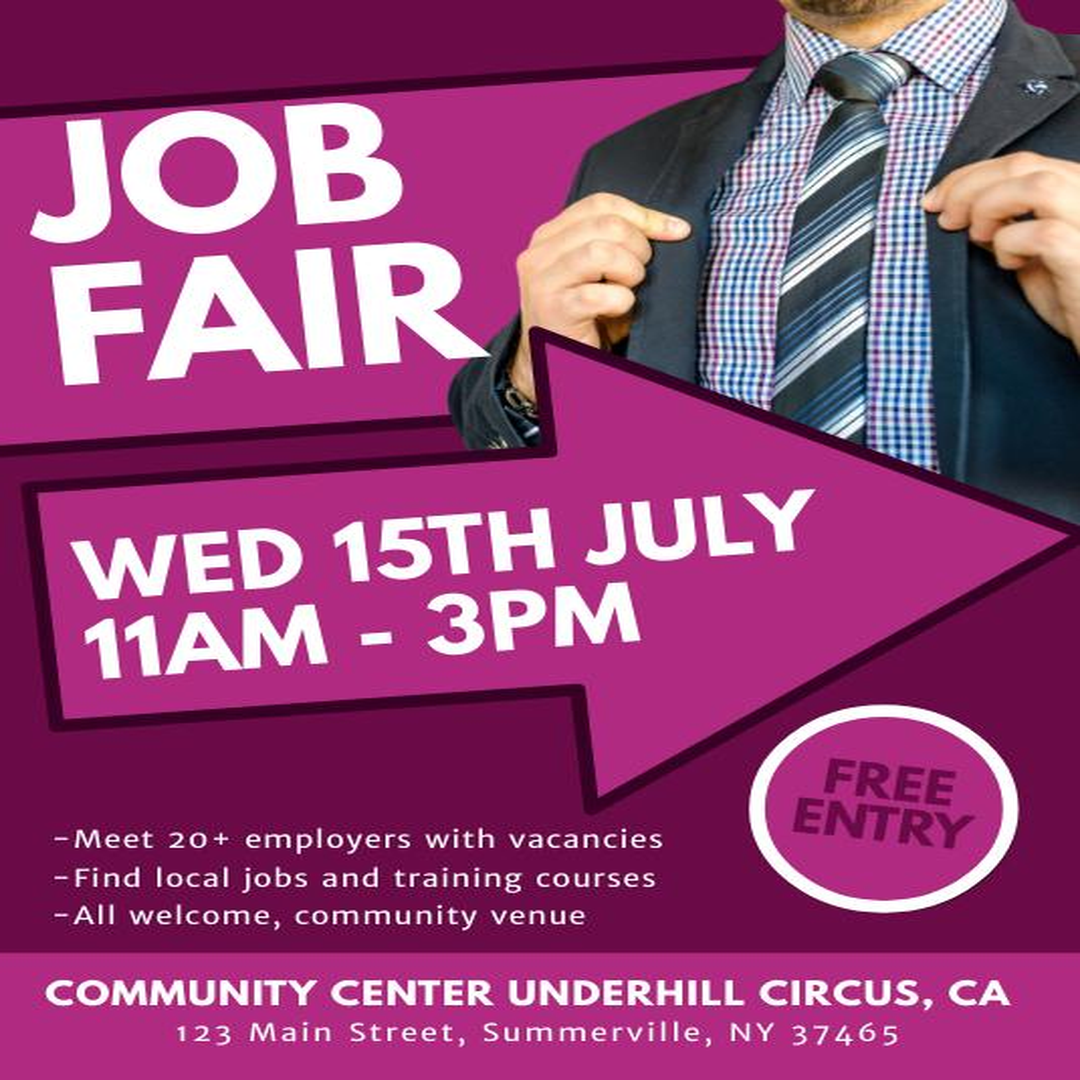 JOB
FAIR
WED 15TH JULY
11AM - 3PM
FREE
ENTRY
-Meet 20+ employers with vacancies
-Find local jobs and training courses
-All welcome, community venue
COMMUNITY CENTER UNDERHILL CIRCUS, CA
123 Main Street, Summerville, NY 37465